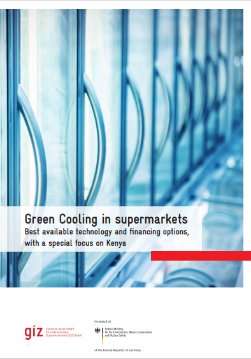 Green Cooling in supermarkets
Best available technology and financing options,
with a special focus on Kenya
On behalf of:
giz
Federal Ministry
for the Environment, Nature Conservation
and Nuclear Safety
of the Federal Republic of Germany